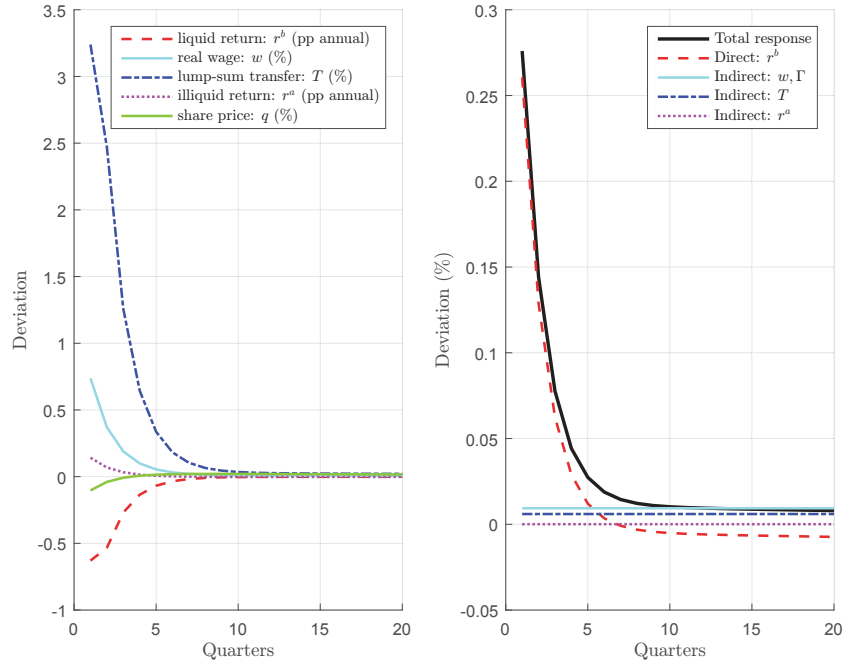 3.5
3
2.5
2
1.5
1
0.5
0
-0.5
-1
Deviation
liquid return: r^b (pp annual)
real wage: w (%)
lump-sum transfer: T (%)
illiquid return: r^a (pp annual)
share price: q (%)
0 5 10 15 20
Quarters
0.3
0.25
0.2
0.15
0.1
0.05
0
-0.05
Deviation (%)
Total response
Direct: r^b
Indirect: w, Γ
Indirect: T
Indirect: r^a
0 5 10 15 20
Quarters